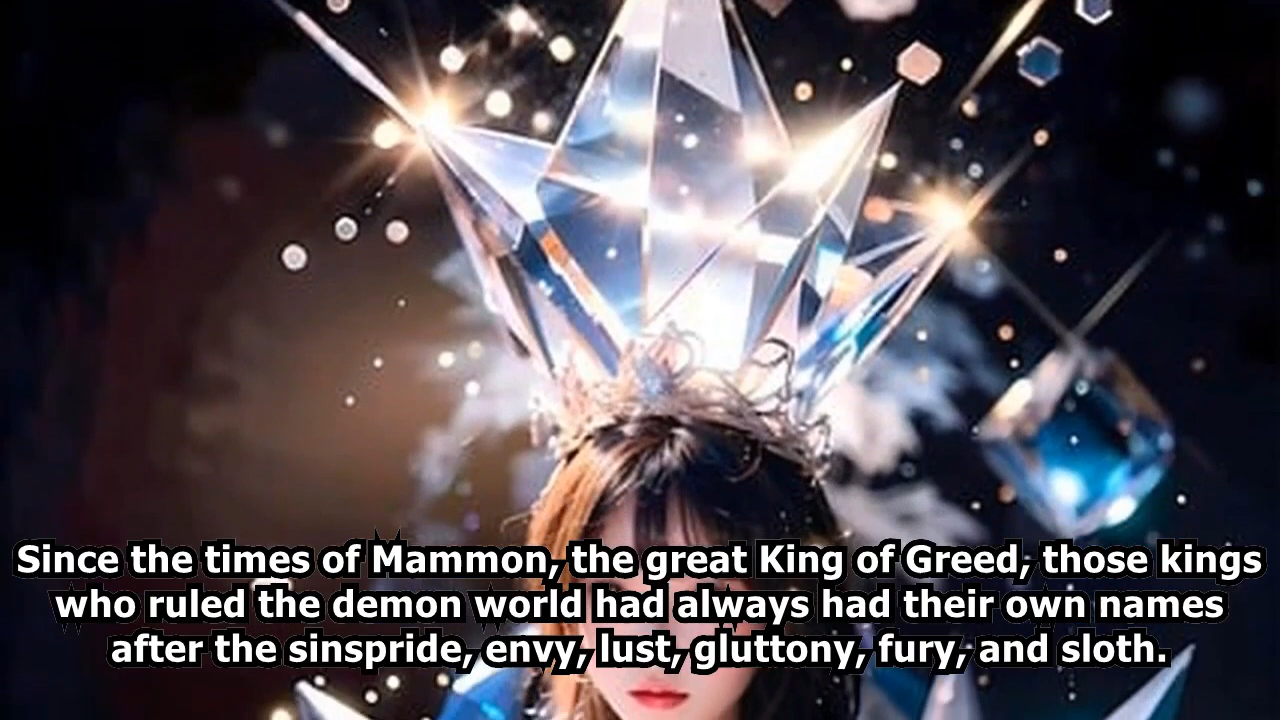 Since the times of Mammon, the great King of Greed, those kings
who ruled the demon world had always had their own names
after the sinspride, envy, lust, gluttony, fury, and sloth.